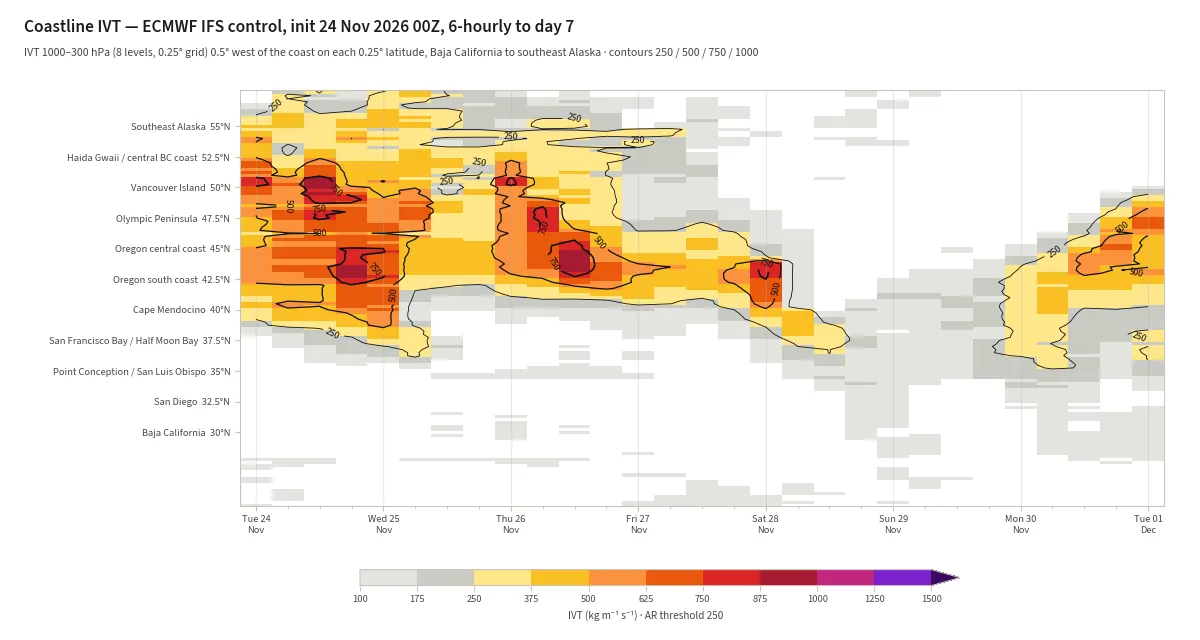 Coastline IVT — ECMWF IFS control, init 24 Nov 2026 00Z, 6-hourly to day 7
IVT 1000–300 hPa (8 levels, 0.25° grid) 0.5° west of the coast on each 0.25° latitude, Baja California to southeast Alaska · contours 250 / 500 / 750 / 1000
250
250
Southeast Alaska 55°N
250
250
Haida Gwaii / central BC coast 52.5°N
250
250
Vancouver Island 50°N
750
500
750
Olympic Peninsula 47.5°N
750
500
500
500
250
Oregon central coast 45°N
500
750
750
750
500
Oregon south coast 42.5°N
500
500
Cape Mendocino 40°N
250
250
San Francisco Bay / Half Moon Bay 37.5°N
Point Conception / San Luis Obispo 35°N
San Diego 32.5°N
Baja California 30°N
Tue 24 Nov
Wed 25 Nov
Thu 26 Nov
Fri 27 Nov
Sat 28 Nov
Sun 29 Nov
Mon 30 Nov
Tue 01 Dec
100 175 250 375 500 625 750 875 1000 1250 1500
IVT (kg m⁻¹ s⁻¹) · AR threshold 250